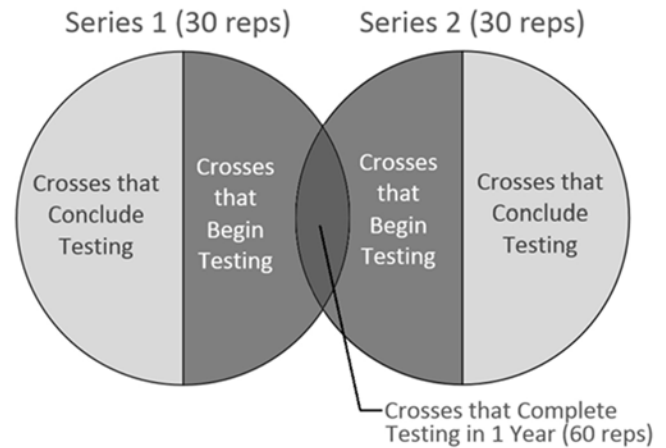 Series 1 (30 reps)
Series 2 (30 reps)
Crosses that
Conclude
Testing
Crosses
that
Begin
Testing
Crosses
that
Begin
Testing
Crosses that
Conclude
Testing
Crosses that Complete
Testing in 1 Year (60 reps)